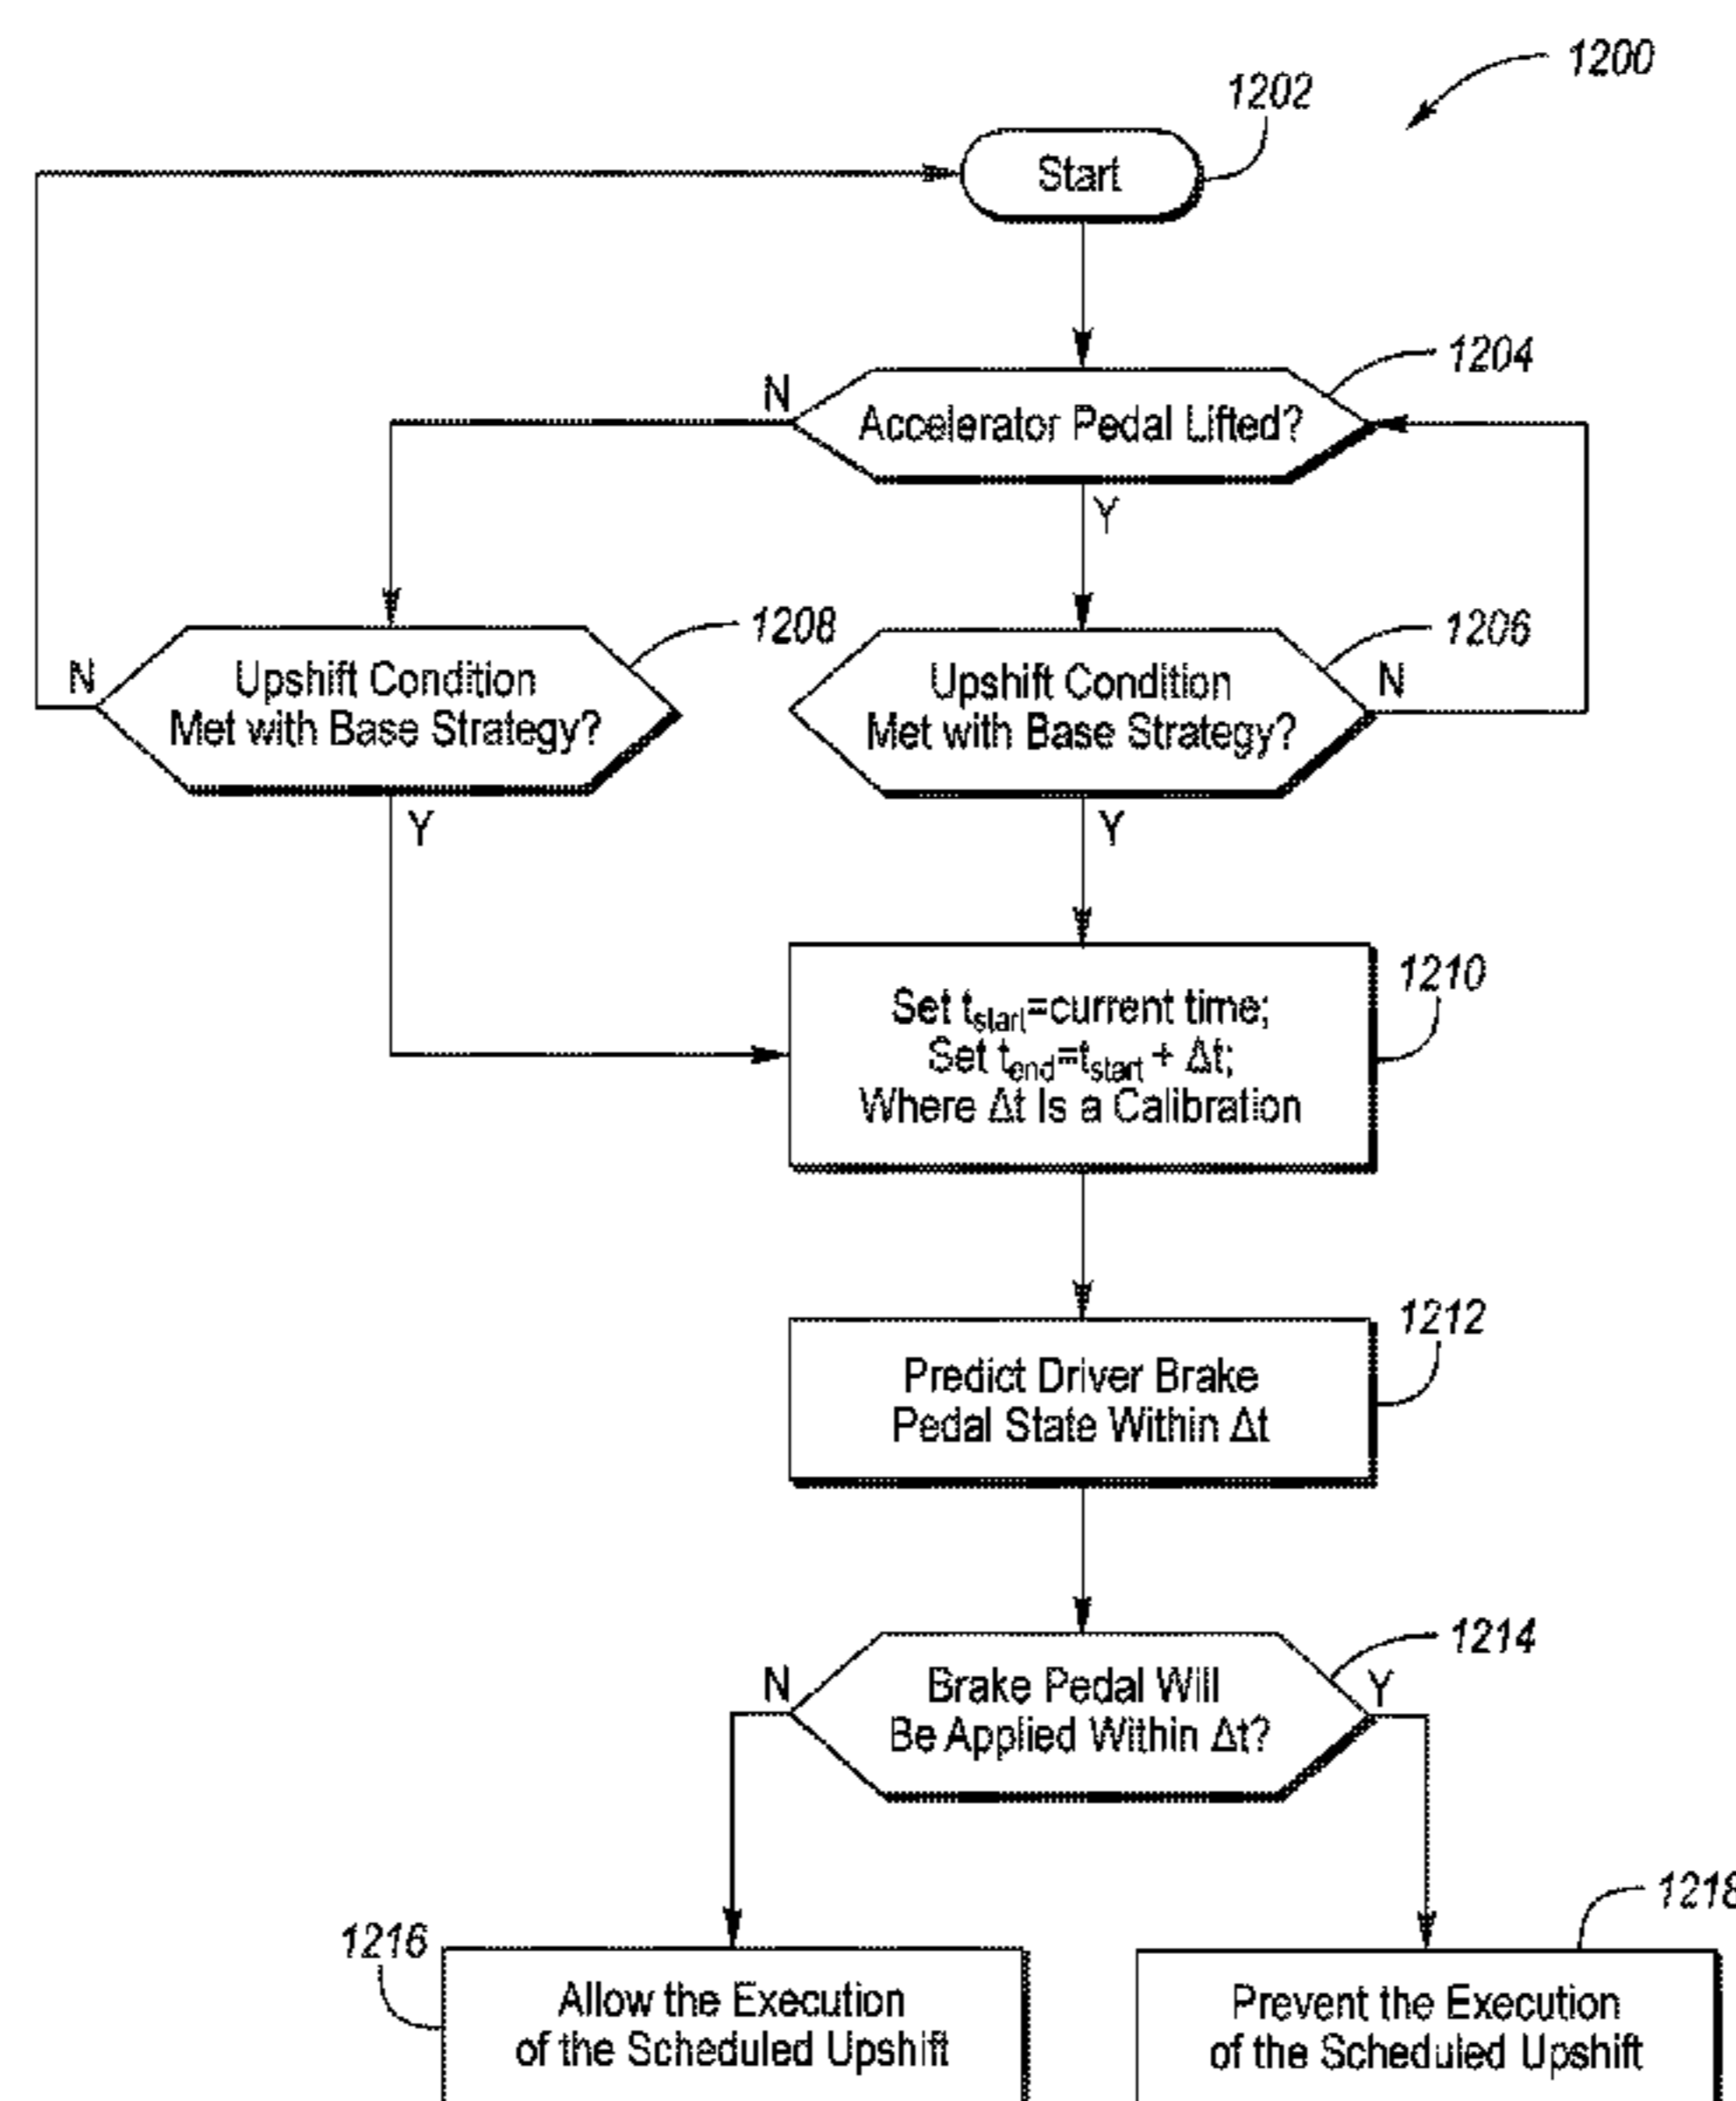 1200
1202
Start
1204
N
Accelerator Pedal Lifted?
Y
1208
1206
N
Upshift Condition
Met with Base Strategy?
Upshift Condition
Met with Base Strategy?
N
Y
Y
1210
Set tstart=current time;
Set tend=tstart + Δt;
Where Δt Is a Calibration
1212
Predict Driver Brake
Pedal State Within Δt
1214
N
Brake Pedal Will
Be Applied Within Δt?
Y
1216
1218
Allow the Execution
of the Scheduled Upshift
Prevent the Execution
of the Scheduled Upshift